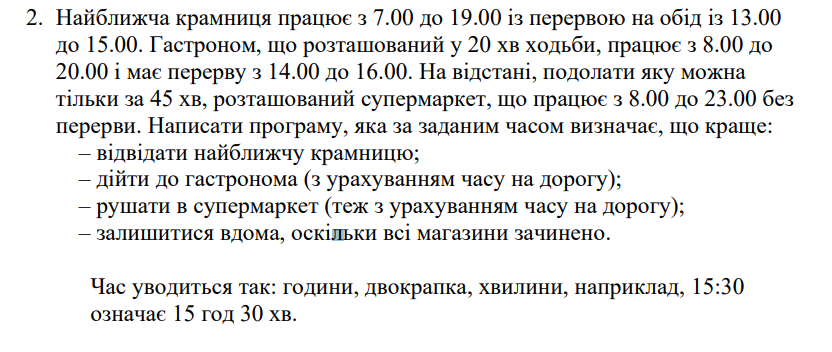 2. Найближча крамниця працює з 7.00 до 19.00 із перервою на обід із 13.00
до 15.00. Гастроном, що розташований у 20 хв ходьби, працює з 8.00 до
20.00 і має перерву з 14.00 до 16.00. На відстані, подолати яку можна
тільки за 45 хв, розташований супермаркет, що працює з 8.00 до 23.00 без
перерви. Написати програму, яка за заданим часом визначає, що краще:
– відвідати найближчу крамницю;
– дійти до гастронома (з урахуванням часу на дорогу);
– рушати в супермаркет (теж з урахуванням часу на дорогу);
– залишитися вдома, оскільки всі магазини зачинено.
Час уводиться так: години, двокрапка, хвилини, наприклад, 15:30
означає 15 год 30 хв.